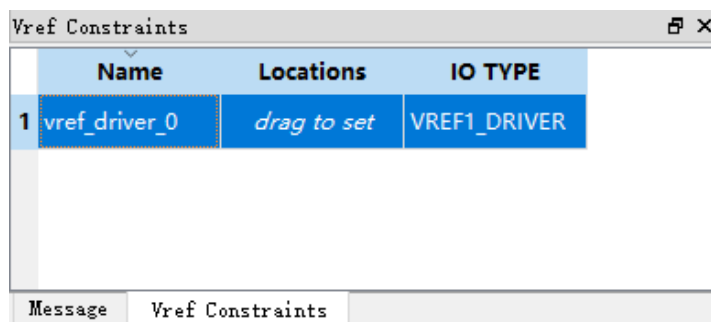 Vref Constraints
Name Locations IO TYPE
1 vref_driver_0 drag to set VREF1_DRIVER
Message Vref Constraints